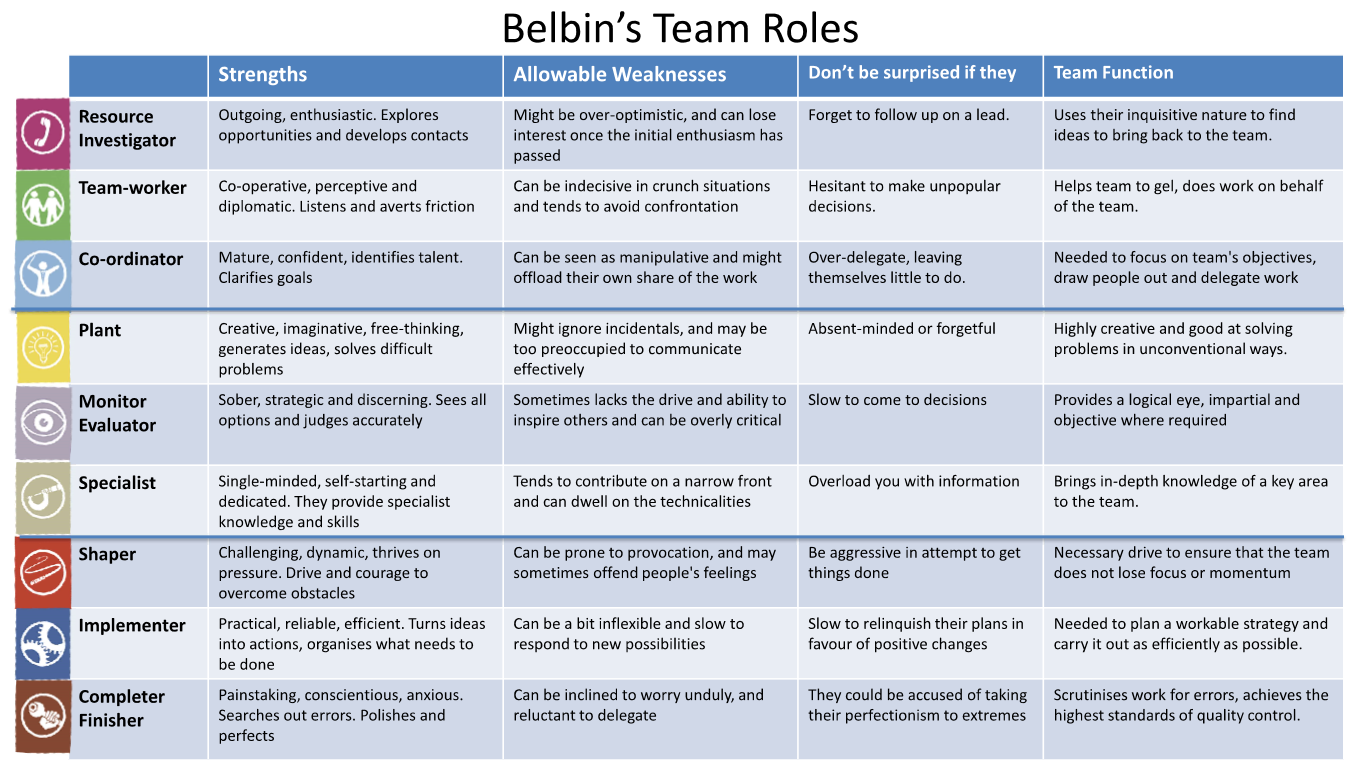 Belbin’s Team Roles
Strengths
Allowable Weaknesses
Don’t be surprised if they
Team Function
Resource
Investigator
Outgoing, enthusiastic. Explores
opportunities and develops contacts
Might be over-optimistic, and can lose
interest once the initial enthusiasm has
passed
Forget to follow up on a lead.
Uses their inquisitive nature to find
ideas to bring back to the team.
Team-worker
Co-operative, perceptive and
diplomatic. Listens and averts friction
Can be indecisive in crunch situations
and tends to avoid confrontation
Hesitant to make unpopular
decisions.
Helps team to gel, does work on behalf
of the team.
Co-ordinator
Mature, confident, identifies talent.
Clarifies goals
Can be seen as manipulative and might
offload their own share of the work
Over-delegate, leaving
themselves little to do.
Needed to focus on team's objectives,
draw people out and delegate work
Plant
Creative, imaginative, free-thinking,
generates ideas, solves difficult
problems
Might ignore incidentals, and may be
too preoccupied to communicate
effectively
Absent-minded or forgetful
Highly creative and good at solving
problems in unconventional ways.
Monitor
Evaluator
Sober, strategic and discerning. Sees all
options and judges accurately
Sometimes lacks the drive and ability to
inspire others and can be overly critical
Slow to come to decisions
Provides a logical eye, impartial and
objective where required
Specialist
Single-minded, self-starting and
dedicated. They provide specialist
knowledge and skills
Tends to contribute on a narrow front
and can dwell on the technicalities
Overload you with information
Brings in-depth knowledge of a key area
to the team.
Shaper
Challenging, dynamic, thrives on
pressure. Drive and courage to
overcome obstacles
Can be prone to provocation, and may
sometimes offend people's feelings
Be aggressive in attempt to get
things done
Necessary drive to ensure that the team
does not lose focus or momentum
Implementer
Practical, reliable, efficient. Turns ideas
into actions, organises what needs to
be done
Can be a bit inflexible and slow to
respond to new possibilities
Slow to relinquish their plans in
favour of positive changes
Needed to plan a workable strategy and
carry it out as efficiently as possible.
Completer
Finisher
Painstaking, conscientious, anxious.
Searches out errors. Polishes and
perfects
Can be inclined to worry unduly, and
reluctant to delegate
They could be accused of taking
their perfectionism to extremes
Scrutinises work for errors, achieves the
highest standards of quality control.